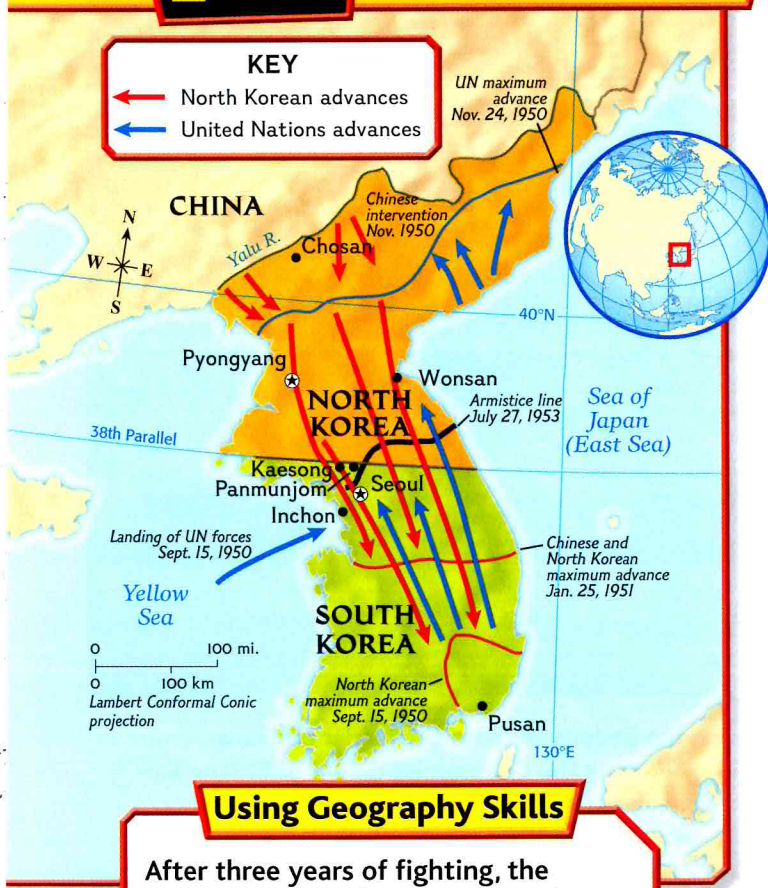 KEY
North Korean advances
United Nations advances
UN maximum
advance
Nov. 24, 1950
CHINA
Chinese
intervention
Nov. 1950
N
W
E
S
Yalu R.
Chosan
40°N
Pyongyang
Wonsan
NORTH
KOREA
Armistice line
July 27, 1953
Sea of
Japan
(East Sea)
38th Parallel
Kaesong
Panmunjom
Seoul
Inchon
Landing of UN forces
Sept. 15, 1950
Chinese and
North Korean
maximum advance
Jan. 25, 1951
Yellow
Sea
SOUTH
KOREA
0
100 mi.
0
100 km
Lambert Conformal Conic
projection
North Korean
maximum advance
Sept. 15, 1950
Pusan
130°E
Using Geography Skills
After three years of fighting, the